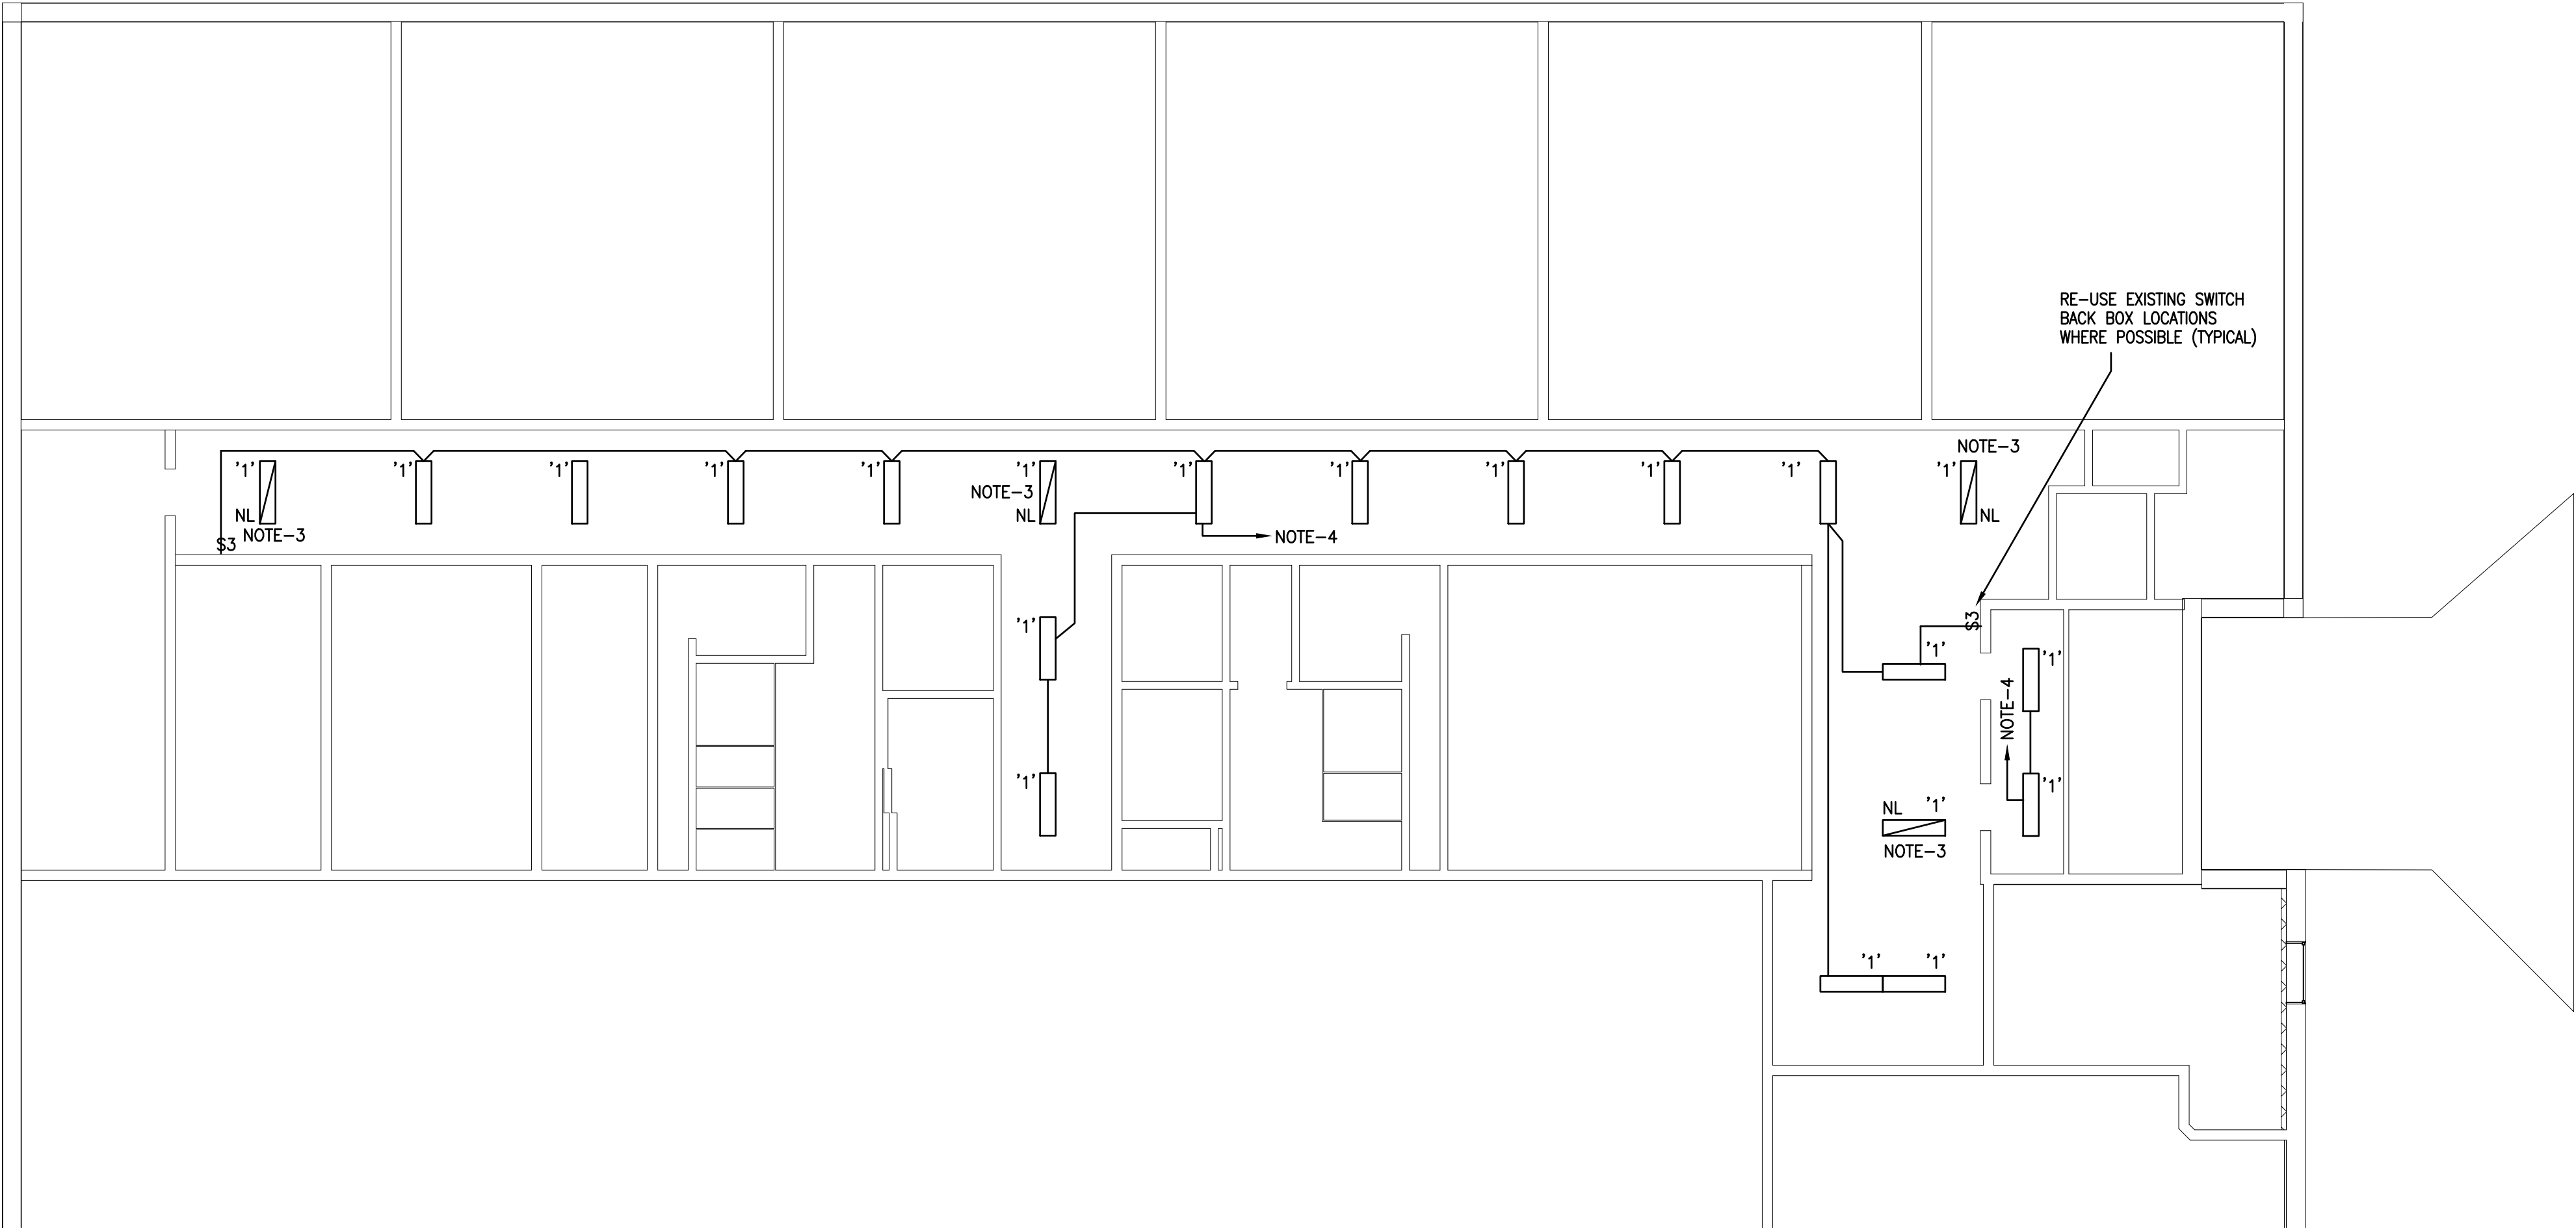 RE-USE EXISTING SWITCH
BACK BOX LOCATIONS
WHERE POSSIBLE (TYPICAL)
NOTE-3
'1'
'1'
'1'
'1'
'1'
'1'
'1'
'1'
'1'
'1'
'1'
'1'
NOTE-3
NL
NL
NL
NOTE-3
NOTE-4
$3
$3
'1'
'1'
'1'
NOTE-4
'1'
'1'
NL '1'
NOTE-3
'1' '1'